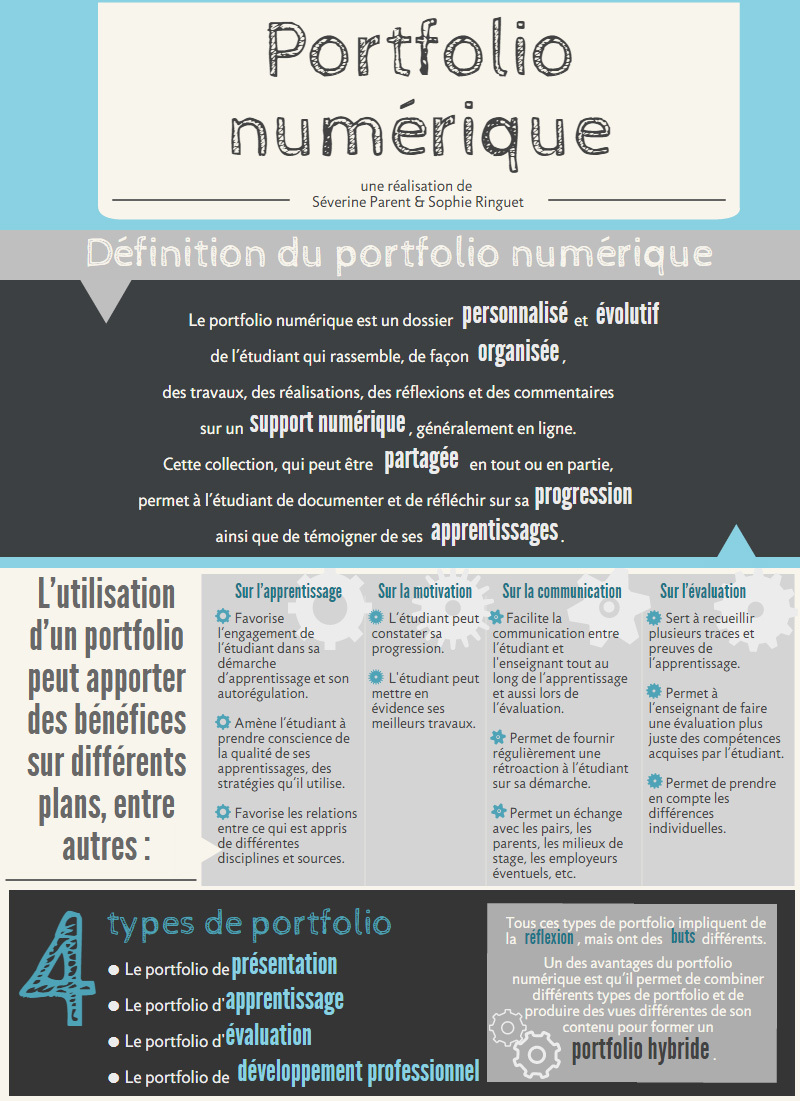 Portfolio
numérique
une réalisation de
Séverine Parent & Sophie Ringuet
Définition du portfolio numérique
Le portfolio numérique est un dossier personnalisé et évolutif
de l'étudiant qui rassemble, de façon organisée,
des travaux, des réalisations, des réflexions et des commentaires
sur un support numérique, généralement en ligne.
Cette collection, qui peut être partagée en tout ou en partie,
permet à l'étudiant de documenter et de réfléchir sur sa progression
ainsi que de témoigner de ses apprentissages.
L'utilisation
d'un portfolio
peut apporter
des bénéfices
sur différents
plans, entre
autres :
Sur l'apprentissage
Favorise
l'engagement de
l'étudiant dans sa
démarche
d'apprentissage et son
autorégulation.
Amène l'étudiant à
prendre conscience de
la qualité de ses
apprentissages, des
stratégies qu'il utilise.
Favorise les relations
entre ce qui est appris
de différentes
disciplines et sources.
Sur la motivation
L'étudiant peut
constater sa
progression.
L'étudiant peut
mettre en
évidence ses
meilleurs travaux.
Sur la communication
Facilite la
communication entre
l'étudiant et
l'enseignant tout au
long de l'apprentissage
et aussi lors de
l'évaluation.
Permet de fournir
régulièrement une
rétroaction à l'étudiant
sur sa démarche.
Permet un échange
avec les pairs, les
parents, les milieux de
stage, les employeurs
éventuels, etc.
Sur l'évaluation
Sert à recueillir
plusieurs traces et
preuves de
l'apprentissage.
Permet à
l'enseignant de faire
une évaluation plus
juste des compétences
acquises par l'étudiant.
Permet de prendre
en compte les
différences
individuelles.
4 types de portfolio
● Le portfolio de présentation
● Le portfolio d'apprentissage
● Le portfolio d'évaluation
● Le portfolio de développement professionnel
Tous ces types de portfolio impliquent de
la réflexion, mais ont des buts différents.
Un des avantages du portfolio
numérique est qu'il permet de combiner
différents types de portfolio et de
produire des vues différentes de son
contenu pour former un
portfolio hybride.